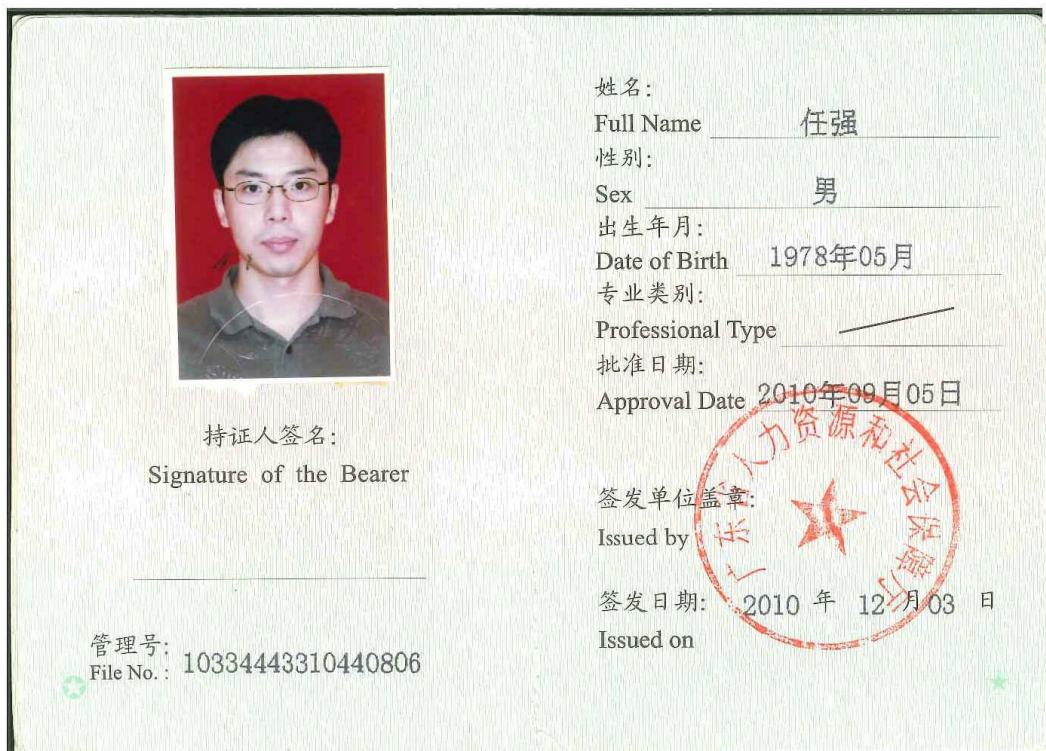 持证人签名:
Signature of the Bearer
管理号:
File No. : 10334443310440806
姓名:
Full Name 任强
性别:
Sex 男
出生年月:
Date of Birth 1978年05月
专业类别:
Professional Type
批准日期:
Approval Date 2010年09月05日
签发单位盖章:
Issued by
广东省人力资源和社会保障厅
签发日期: 2010 年 12 月 03 日
Issued on